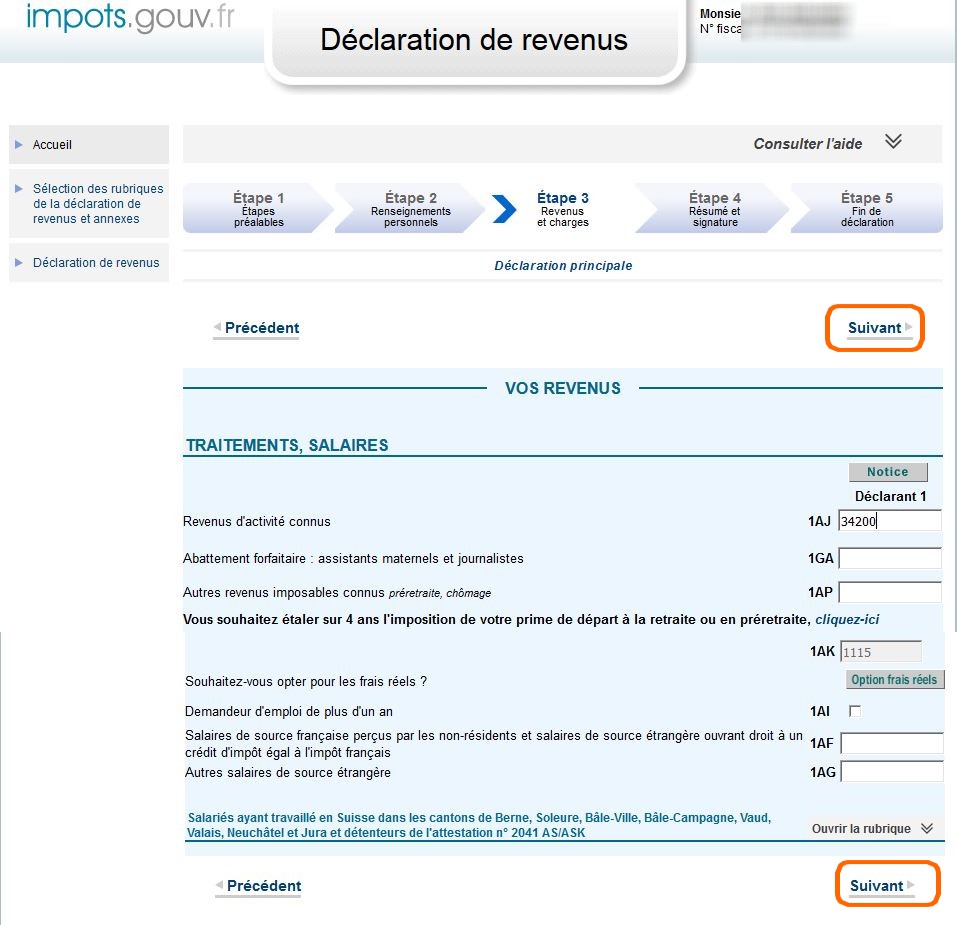 impots.gouv.fr
Déclaration de revenus
Monsie
N° fisca
Accueil
Sélection des rubriques
de la déclaration de
revenus et annexes
Déclaration de revenus
Consulter l'aide
Étape 1
Étapes
préalables
Étape 2
Renseignements
personnels
Étape 3
Revenus
et charges
Étape 4
Résumé et
signature
Étape 5
Fin de
déclaration
Déclaration principale
Précédent
Suivant
VOS REVENUS
TRAITEMENTS, SALAIRES
Notice
Déclarant 1
Revenus d'activité connus 1AJ 34200
Abattement forfaitaire : assistants maternels et journalistes 1GA
Autres revenus imposables connus préretraite, chômage 1AP
Vous souhaitez étaler sur 4 ans l'imposition de votre prime de départ à la retraite ou en préretraite, cliquez-ici
1AK 1115
Souhaitez-vous opter pour les frais réels ? Option frais réels
Demandeur d'emploi de plus d'un an 1AI
Salaires de source française perçus par les non-résidents et salaires de source étrangère ouvrant droit à un
crédit d'impôt égal à l'impôt français 1AF
Autres salaires de source étrangère 1AG
Salariés ayant travaillé en Suisse dans les cantons de Berne, Soleure, Bâle-Ville, Bâle-Campagne, Vaud,
Valais, Neuchâtel et Jura et détenteurs de l'attestation n° 2041 AS/ASK
Ouvrir la rubrique
Précédent
Suivant